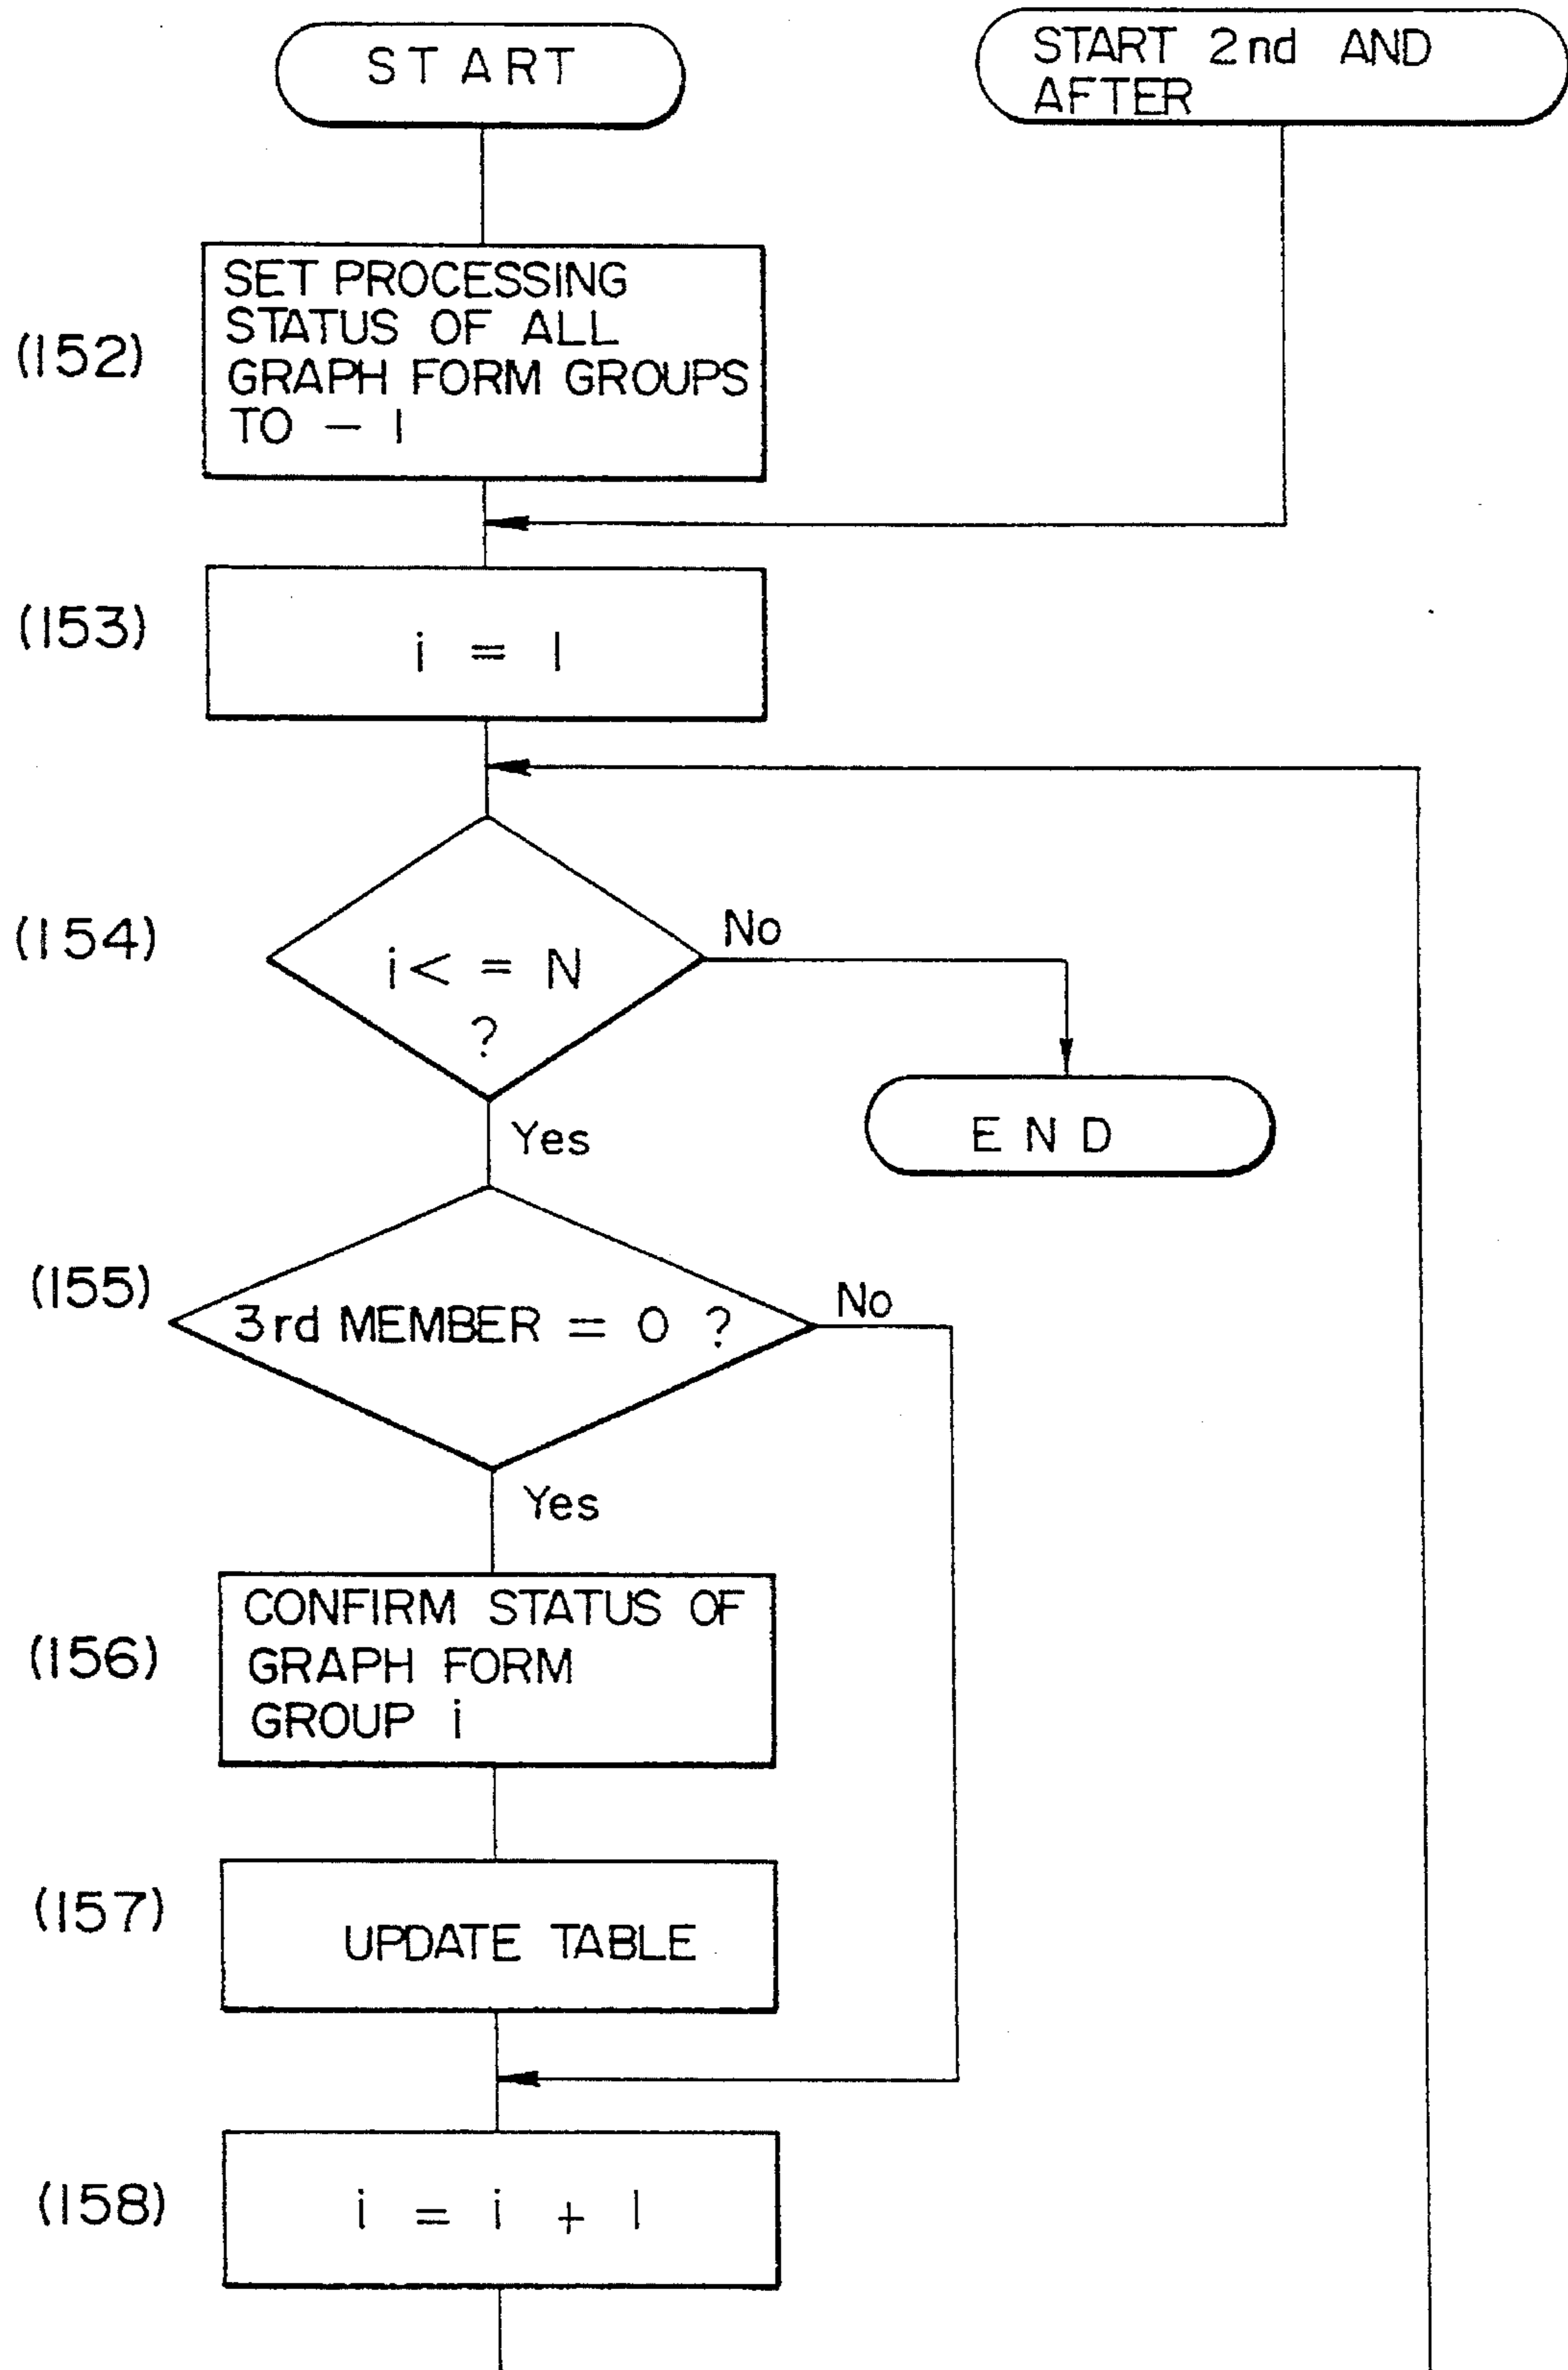 START
START 2nd AND
AFTER
(152)
SET PROCESSING
STATUS OF ALL
GRAPH FORM GROUPS
TO - 1
(153)
i = 1
(154)
i < = N
?
No
Yes
END
(155)
3rd MEMBER = 0 ?
No
Yes
(156)
CONFIRM STATUS OF
GRAPH FORM
GROUP i
(157)
UPDATE TABLE
(158)
i = i + 1